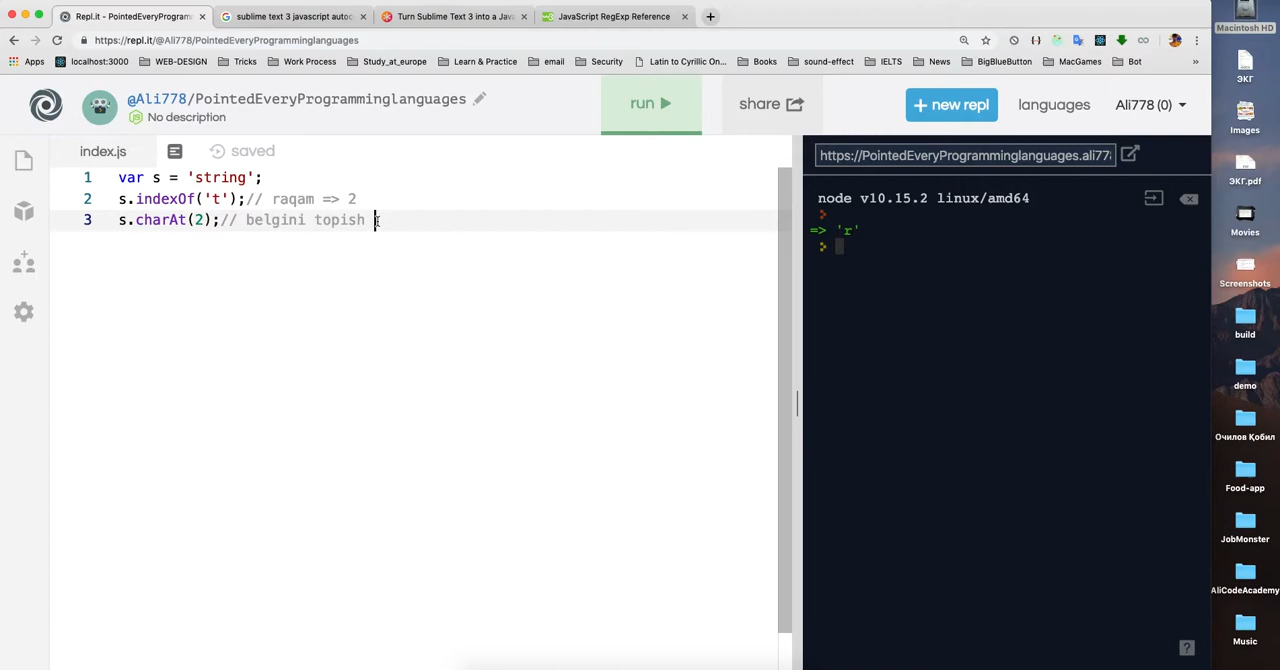 Repl.it - PointedEveryProgram
sublime text 3 javascript autoc
Turn Sublime Text 3 into a Jav
JavaScript RegExp Reference
https://repl.it/@Ali778/PointedEveryProgramminglanguages
Apps
localhost:3000
WEB-DESIGN
Tricks
Work Process
Study_at_europe
Learn & Practice
email
Security
Latin to Cyrillic On...
Books
sound-effect
IELTS
News
BigBlueButton
MacGames
Bot
»
@Ali778/PointedEveryProgramminglanguages
No description
run
share
+ new repl
languages
Ali778 (0)
index.js
saved
1 var s = 'string';
2 s.indexOf('t');// raqam => 2
3 s.charAt(2);// belgini topish
https://PointedEveryProgramminglanguages.ali77
node v10.15.2 linux/amd64
=> 'r'
?
Macintosh HD
ЭКГ
Images
ЭКГ.pdf
Movies
Screenshots
build
demo
Очилов Қобил
Food-app
JobMonster
AliCodeAcademy
Music